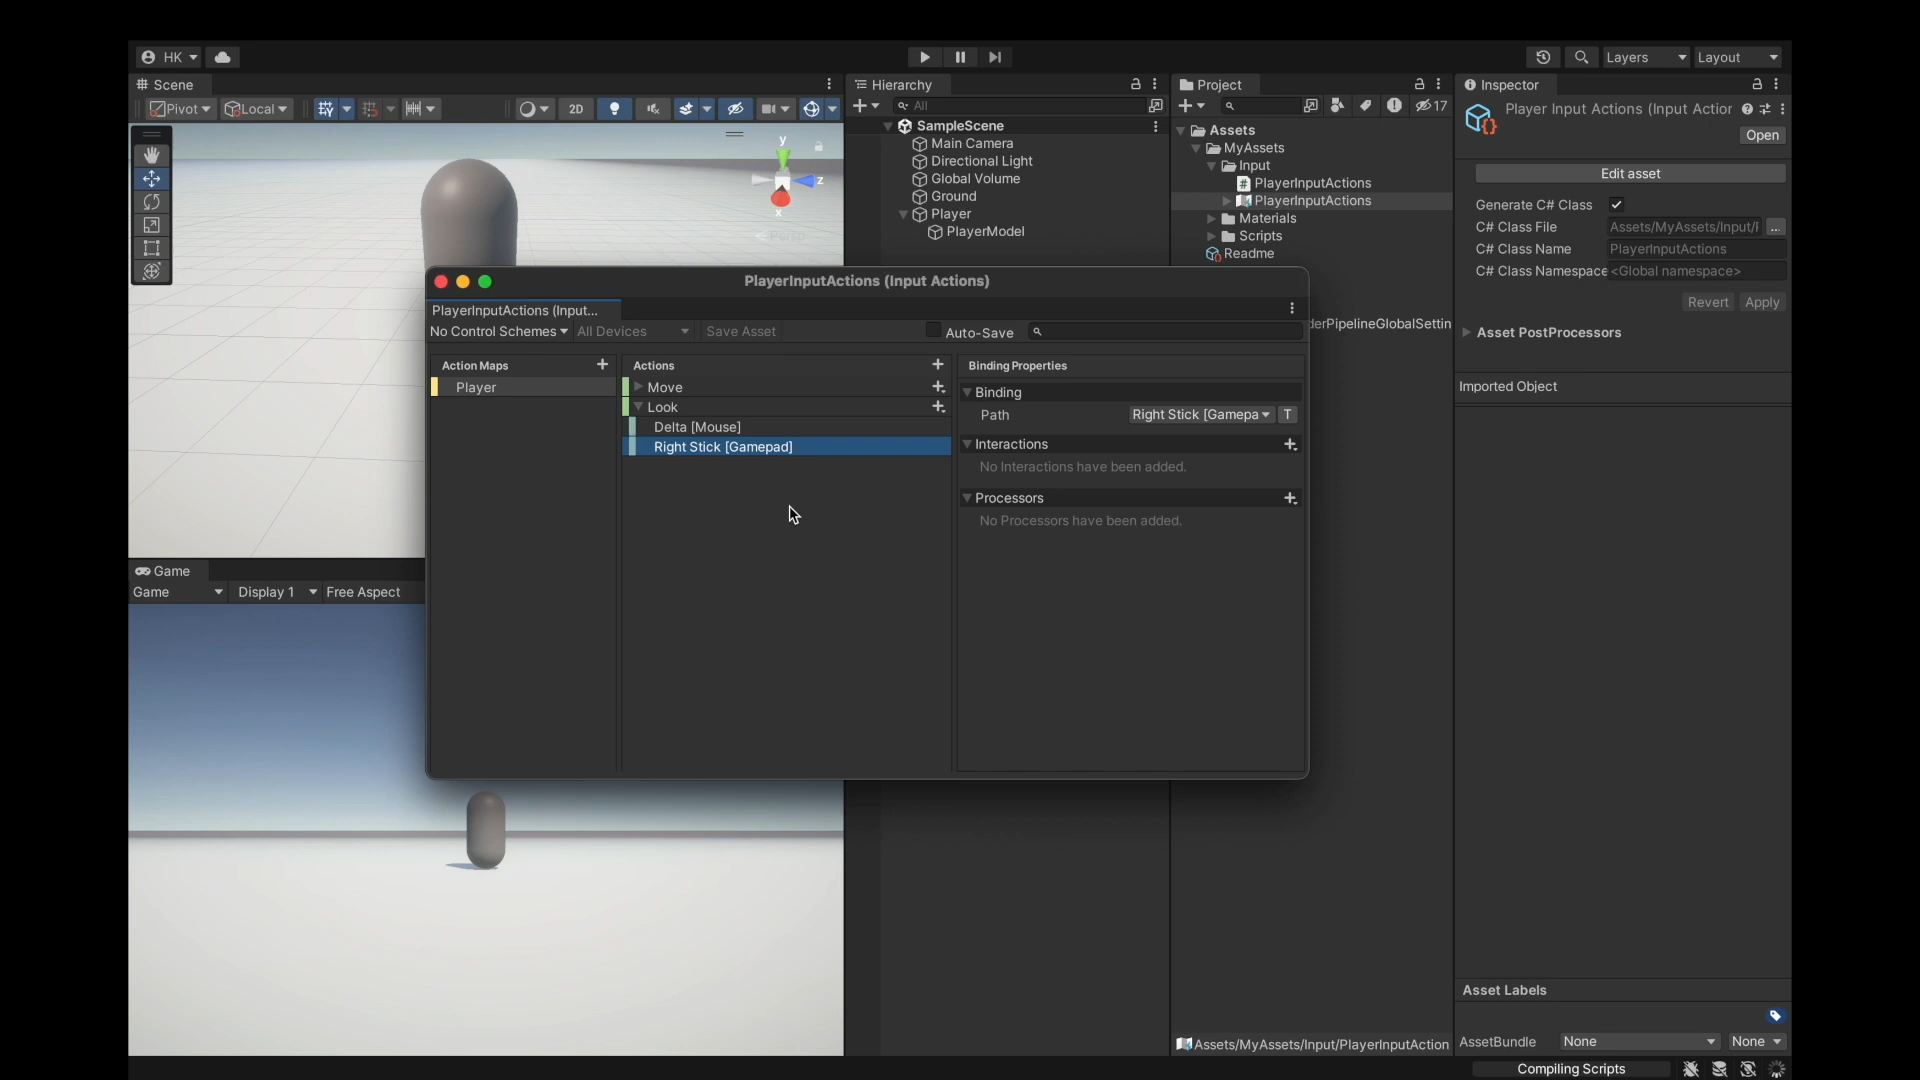 HK
Layers
Layout
Scene
Hierarchy
Project
Inspector
Pivot
Local
2D
All
17
Player Input Actions (Input Action
Open
SampleScene
Main Camera
Directional Light
Global Volume
Ground
Player
PlayerModel
Assets
MyAssets
Input
PlayerInputActions
PlayerInputActions
Materials
Scripts
Readme
y
z
x
Persp
Edit asset
Generate C# Class
C# Class File
Assets/MyAssets/Input/
...
C# Class Name
PlayerInputActions
C# Class Namespace
<Global namespace>
Revert
Apply
Asset PostProcessors
Imported Object
derPipelineGlobalSettin
PlayerInputActions (Input Actions)
PlayerInputActions (Input...
No Control Schemes
All Devices
Save Asset
Auto-Save
Action Maps
Player
Actions
Move
Look
Delta [Mouse]
Right Stick [Gamepad]
Binding Properties
Binding
Path
Right Stick [Gamepa
T
Interactions
No Interactions have been added.
Processors
No Processors have been added.
Game
Game
Display 1
Free Aspect
Assets/MyAssets/Input/PlayerInputAction
Asset Labels
AssetBundle
None
None
Compiling Scripts